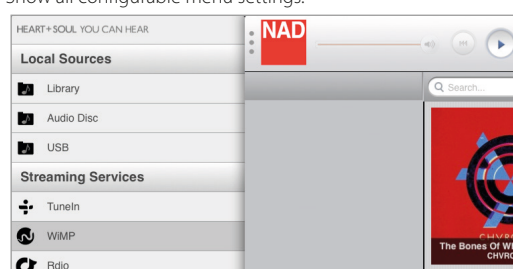 Show all configurable menu settings.
HEART+SOUL YOU CAN HEAR
NAD
Local Sources
Library
Search...
Audio Disc
USB
Streaming Services
TuneIn
WiMP
CHVR
The Bones Of
CHVRC
Rdio